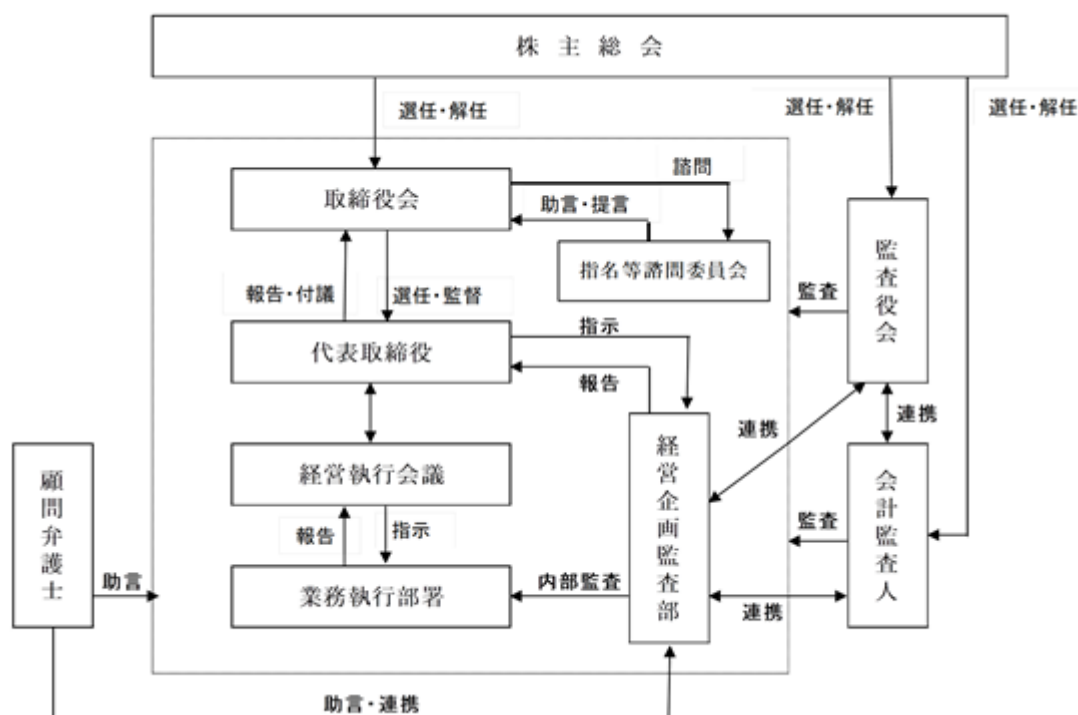 株主総会
選任・解任
選任・解任
選任・解任
取締役会
諮問
助言・提言
指名等諮問委員会
監査役会
報告・付議
選任・監督
監査
代表取締役
指示
報告
連携
連携
経営執行会議
経営企画監査部
会計監査人
顧問弁護士
報告
指示
監査
助言
業務執行部署
内部監査
連携
助言・連携